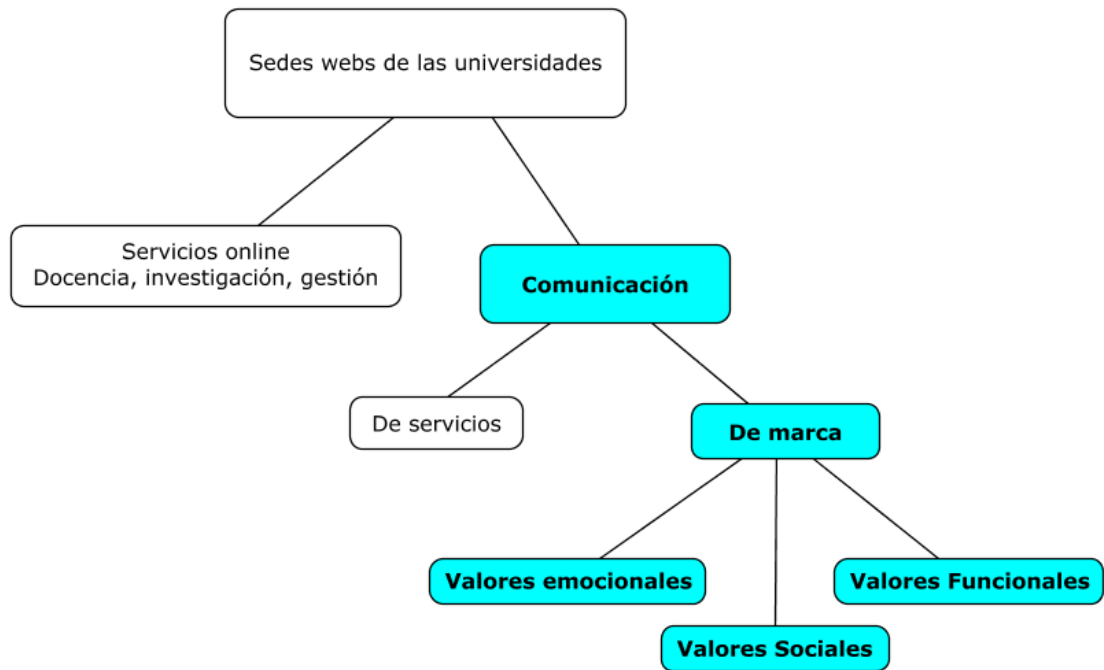 Sedes webs de las universidades
Servicios online
Docencia, investigación, gestión
Comunicación
De servicios
De marca
Valores emocionales
Valores Funcionales
Valores Sociales